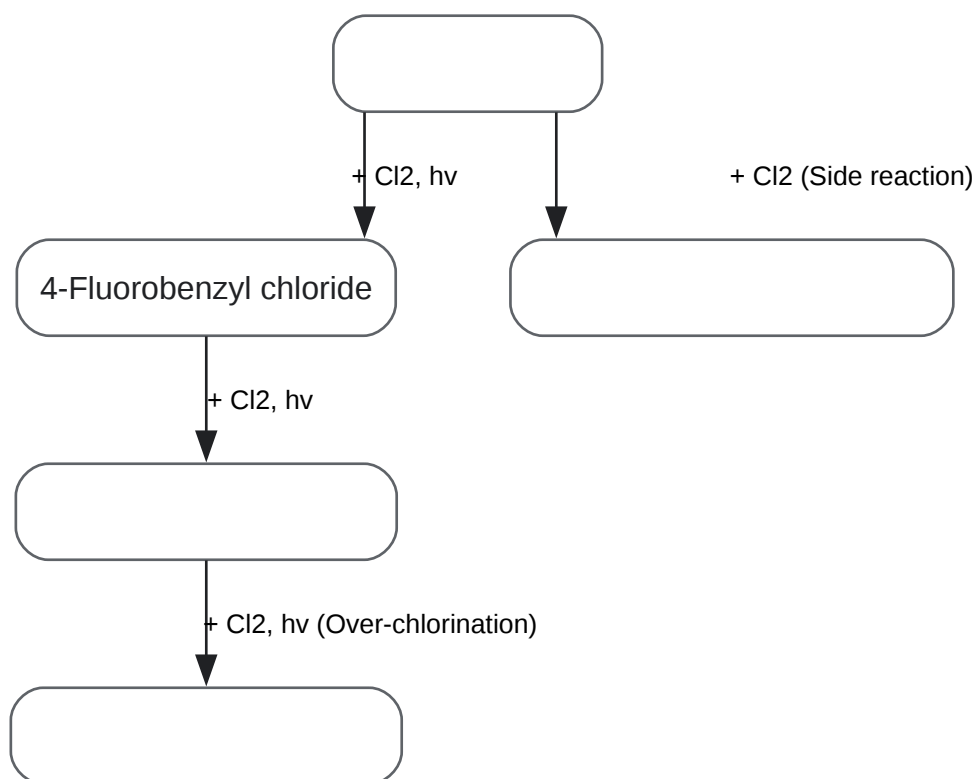 + Cl2, hv
+ Cl2 (Side reaction)
4-Fluorobenzyl chloride
+ Cl2, hv
+ Cl2, hv (Over-chlorination)